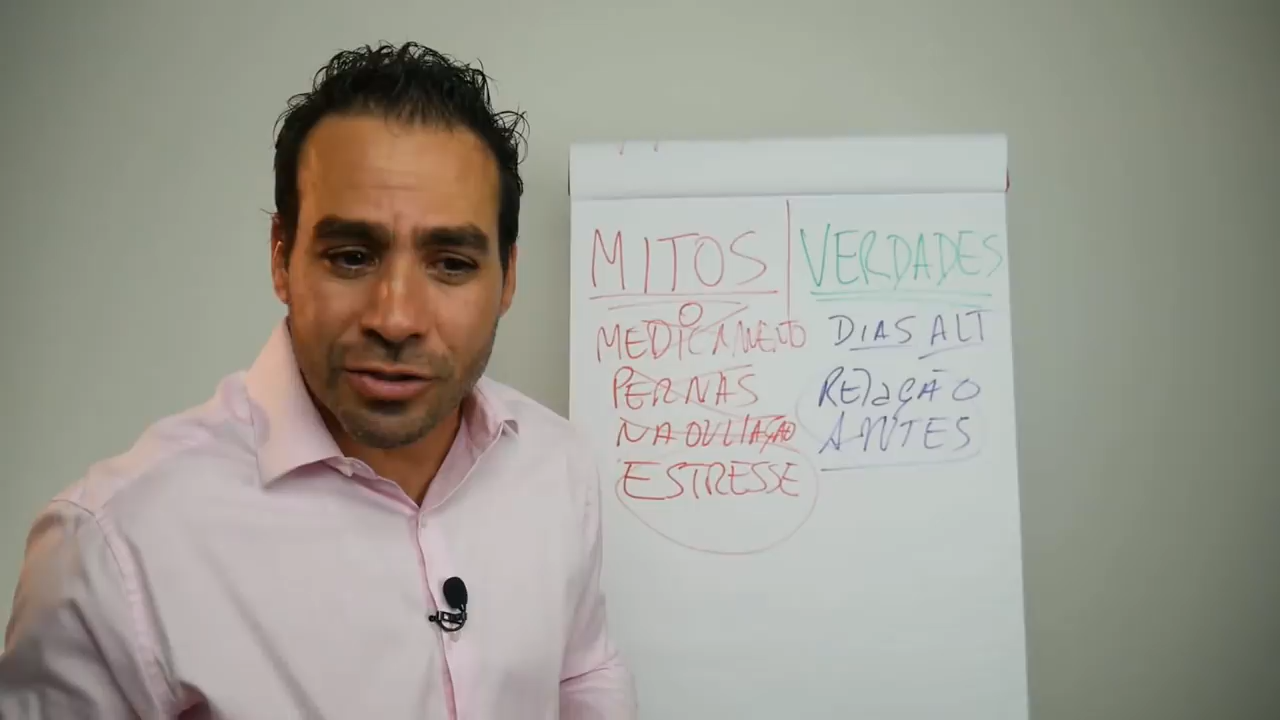 MITOS
MEDICAMENTO
PERNAS
NA OVULAÇÃO
ESTRESSE
VERDADES
DIAS ALT
RELAÇÃO
ANTES